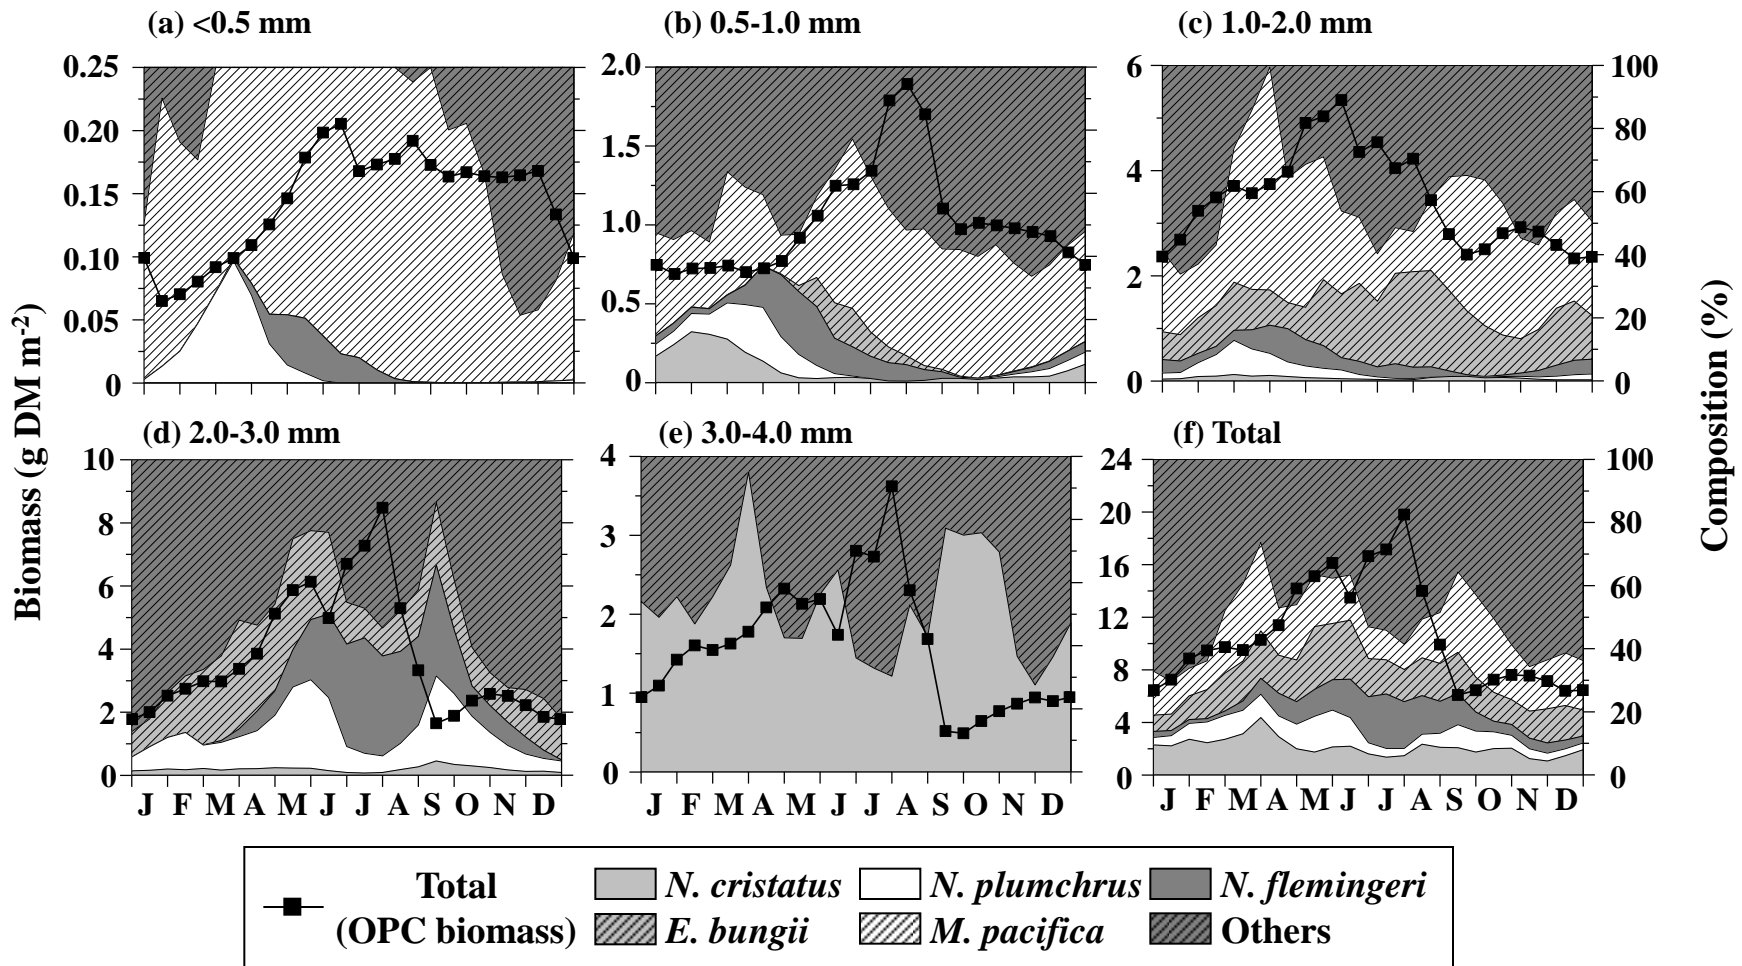 (a) <0.5 mm
(b) 0.5-1.0 mm
(c) 1.0-2.0 mm
0.25
0.20
0.15
0.10
0.05
0
2.0
1.5
1.0
0.5
0
6
4
2
0
100
80
60
40
20
0
Biomass (g DM m-2)
Composition (%)
(d) 2.0-3.0 mm
(e) 3.0-4.0 mm
(f) Total
10
8
6
4
2
0
4
3
2
1
0
24
20
16
12
8
4
0
100
80
60
40
20
0
J F M A M J J A S O N D
J F M A M J J A S O N D
J F M A M J J A S O N D
Total
(OPC biomass)
N. cristatus
N. plumchrus
N. flemingeri
E. bungii
M. pacifica
Others